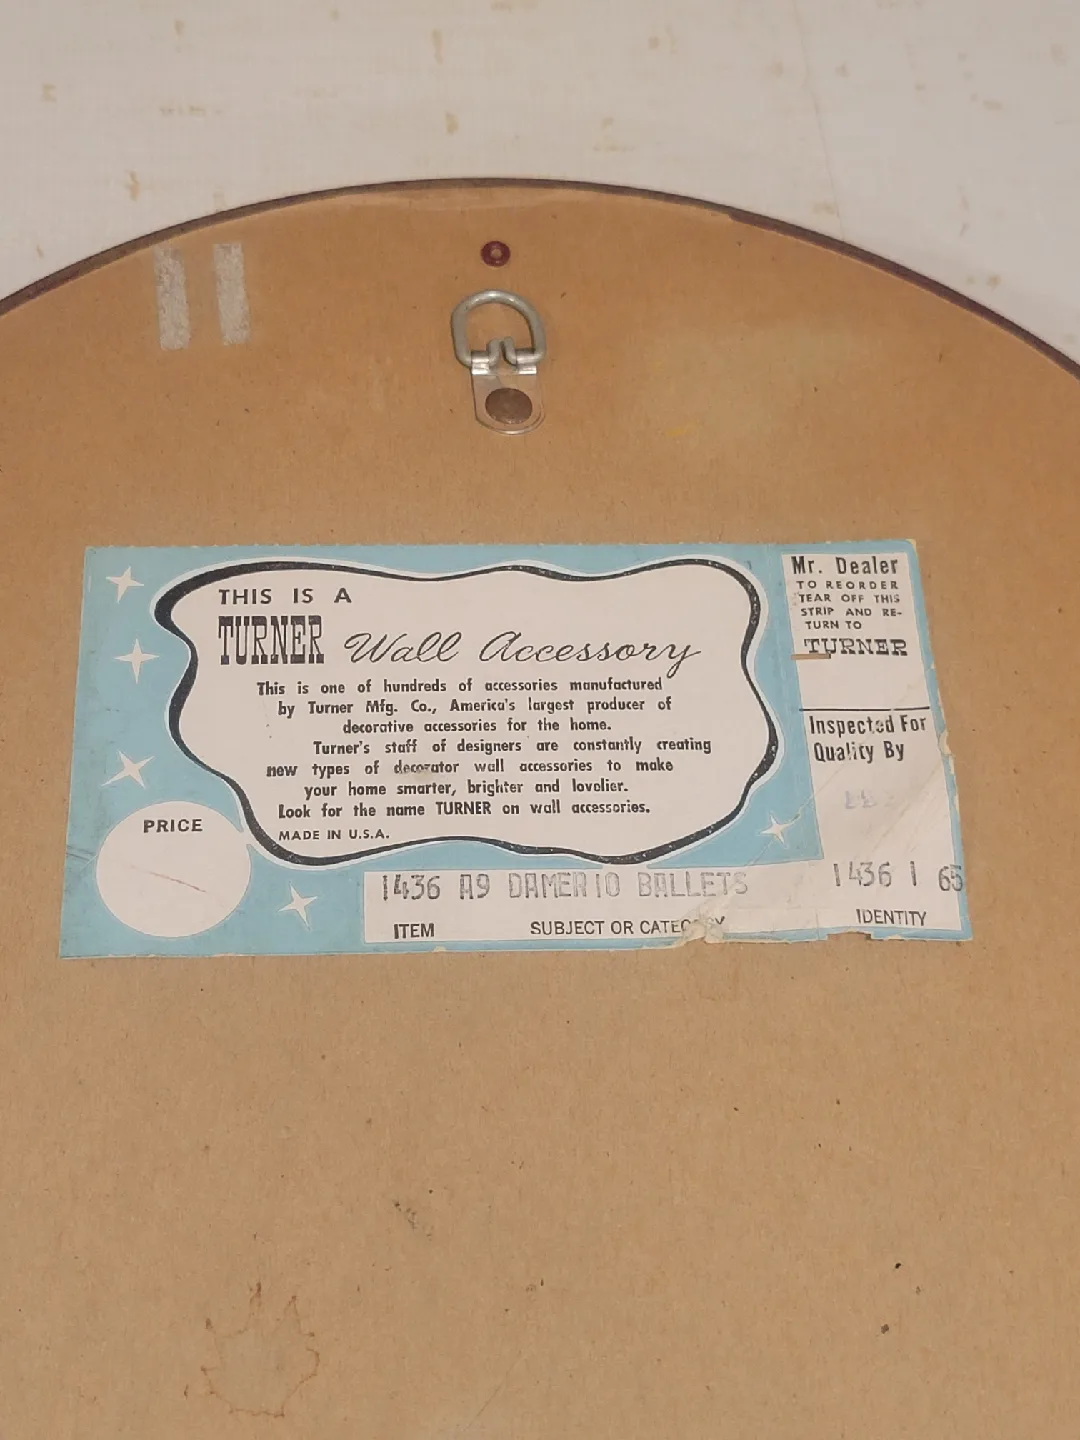 THIS IS A
TURNER Wall Accessory
This is one of hundreds of accessories manufactured
by Turner Mfg. Co., America's largest producer of
decorative accessories for the home.
Turner's staff of designers are constantly creating
new types of decorator wall accessories to make
your home smarter, brighter and lovelier.
Look for the name TURNER on wall accessories.
MADE IN U.S.A.
PRICE
1436 A9 DAMERIO BALLETS
ITEM SUBJECT OR CATEGORY
Mr. Dealer
TO REORDER
TEAR OFF THIS
STRIP AND RE-
TURN TO
TURNER
Inspected For
Quality By
1436 1 65
IDENTITY